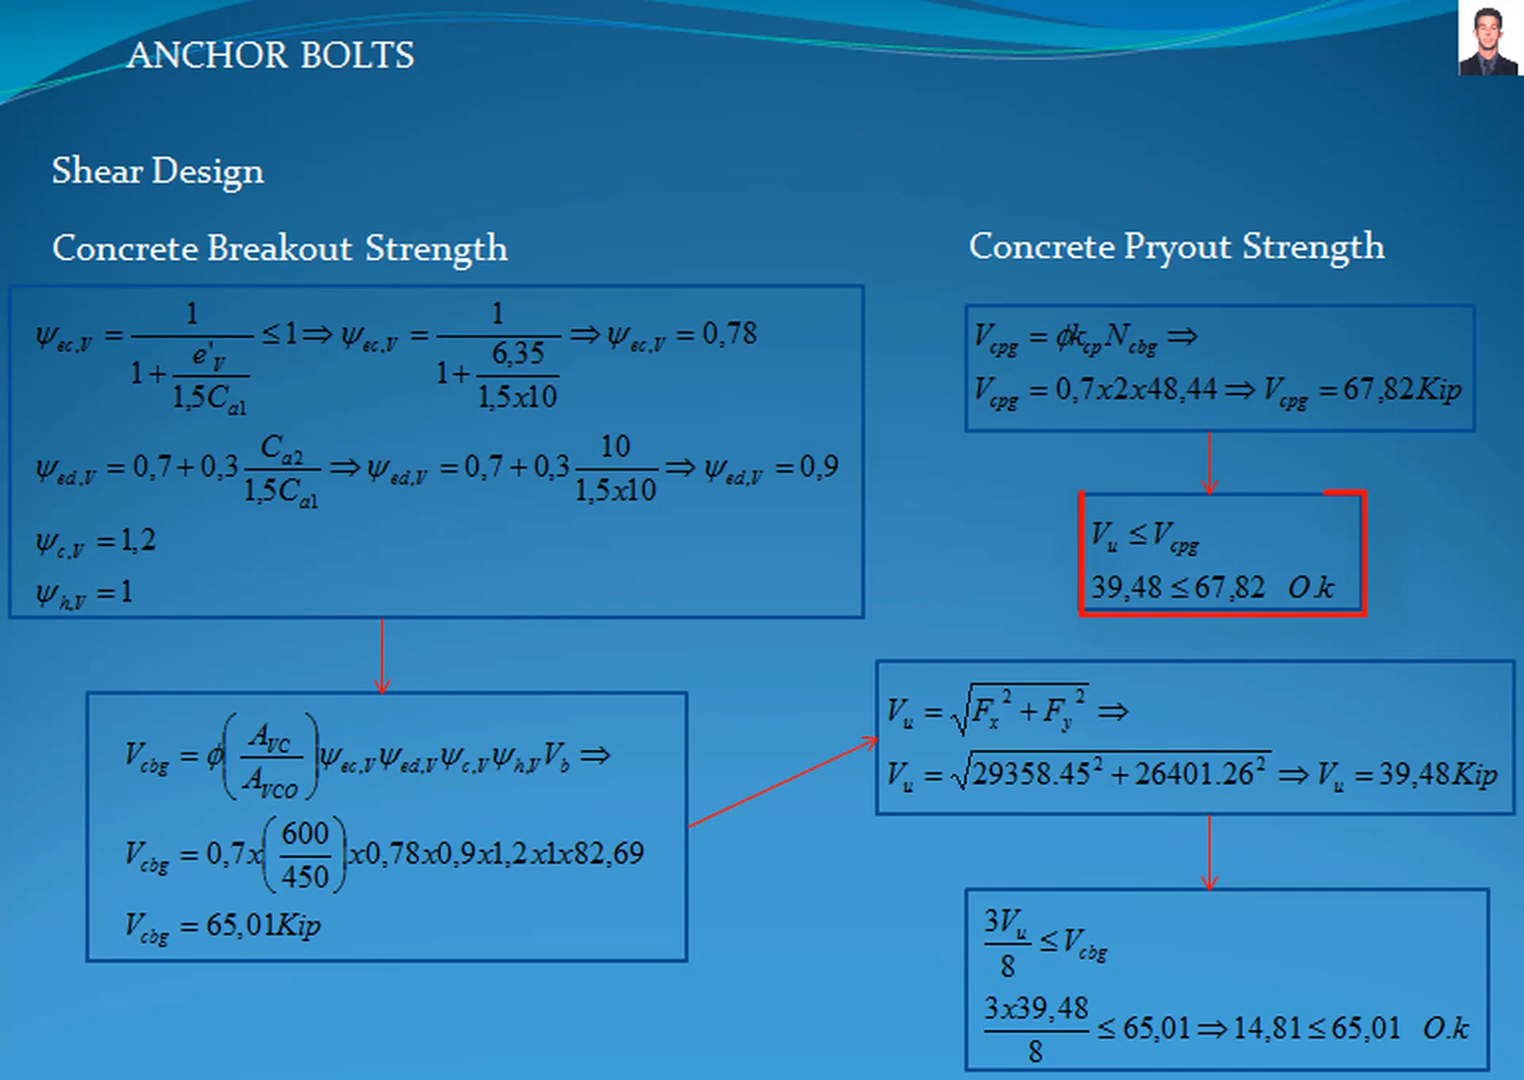 ANCHOR BOLTS
Shear Design
Concrete Breakout Strength
ψec,V = 1 / (1 + e'V / 1,5Ca1) ≤ 1 ⇒ ψec,V = 1 / (1 + 6,35 / 1,5x10) ⇒ ψec,V = 0,78
ψed,V = 0,7 + 0,3 Ca2 / 1,5Ca1 ⇒ ψed,V = 0,7 + 0,3 10 / 1,5x10 ⇒ ψed,V = 0,9
ψc,V = 1,2
ψh,V = 1
Vcbg = ϕ(AVC / AVCO)ψec,Vψed,Vψc,Vψh,VVb ⇒
Vcbg = 0,7x(600 / 450)x0,78x0,9x1,2x1x82,69
Vcbg = 65,01Kip
Concrete Pryout Strength
Vcpg = ϕkcpNcbg ⇒
Vcpg = 0,7x2x48,44 ⇒ Vcpg = 67,82Kip
Vu ≤ Vcpg
39,48 ≤ 67,82 O.k
Vu = √(Fx² + Fy²) ⇒
Vu = √(29358.45² + 26401.26²) ⇒ Vu = 39,48Kip
3Vu / 8 ≤ Vcbg
3x39,48 / 8 ≤ 65,01 ⇒ 14,81 ≤ 65,01 O.k